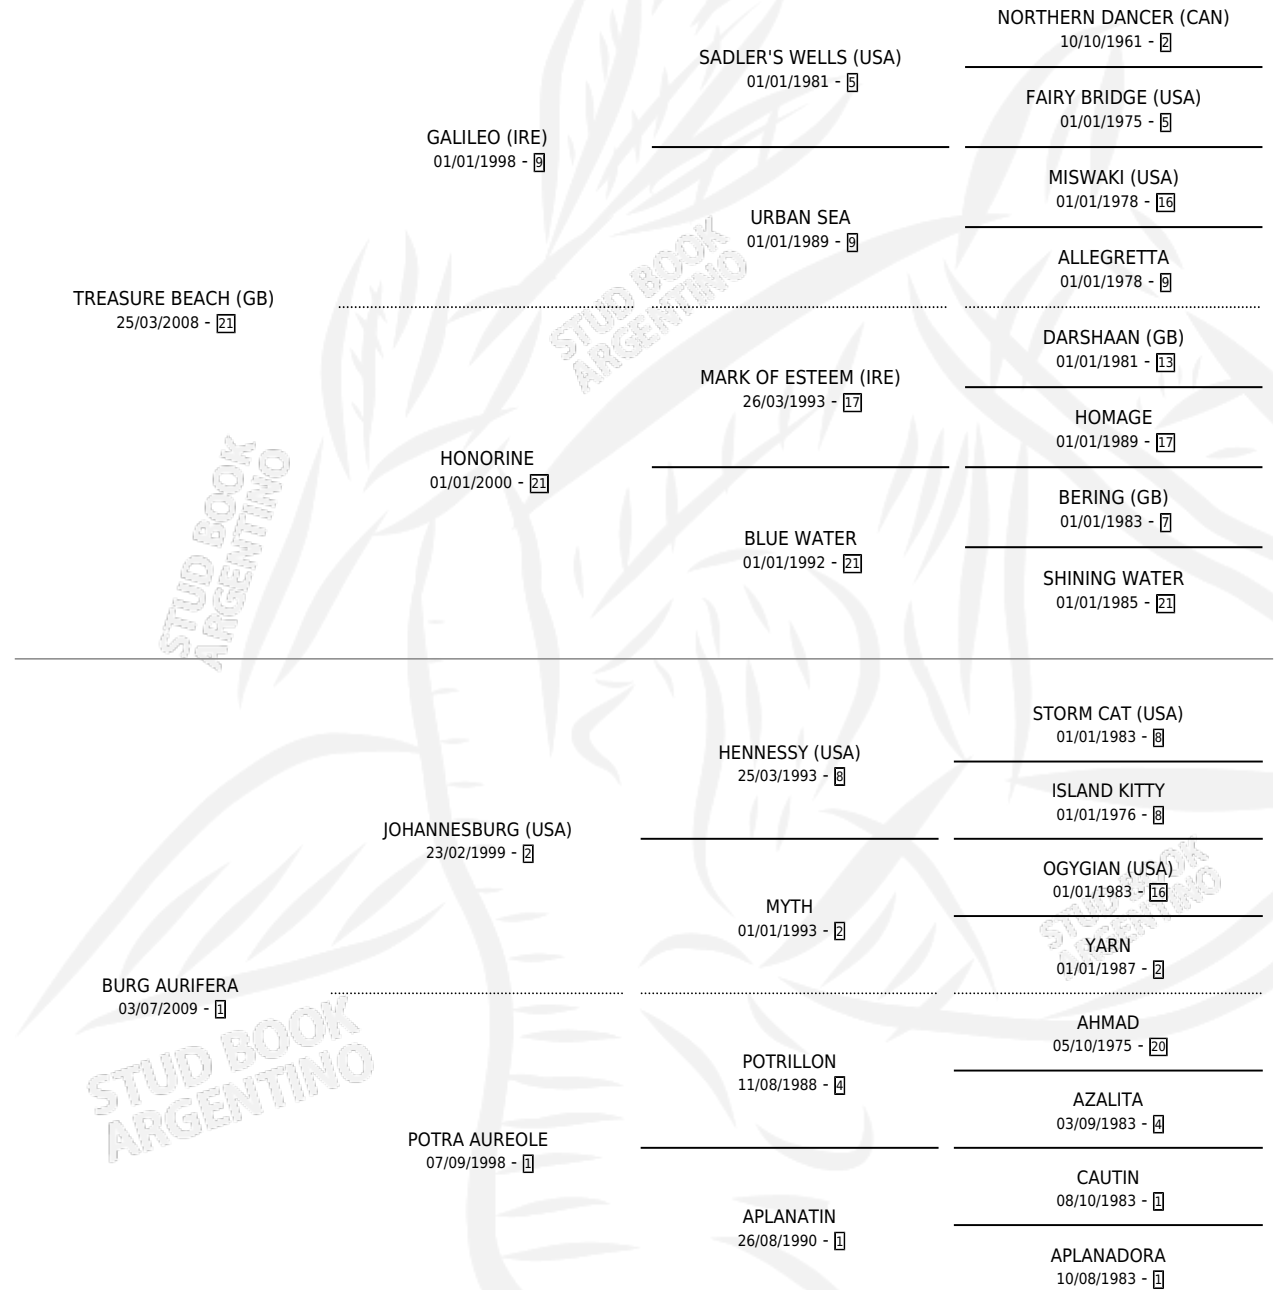 NORTHERN DANCER (CAN)
10/10/1961 - 2
SADLER'S WELLS (USA)
01/01/1981 - 5
FAIRY BRIDGE (USA)
01/01/1975 - 5
GALILEO (IRE)
01/01/1998 - 9
MISWAKI (USA)
01/01/1978 - 16
URBAN SEA
01/01/1989 - 9
ALLEGRETTA
01/01/1978 - 9
TREASURE BEACH (GB)
25/03/2008 - 21
STUD BOOK
ARGENTINO
DARSHAAN (GB)
01/01/1981 - 13
MARK OF ESTEEM (IRE)
26/03/1993 - 17
HOMAGE
01/01/1989 - 17
HONORINE
01/01/2000 - 21
BERING (GB)
01/01/1983 - 7
BLUE WATER
01/01/1992 - 21
SHINING WATER
01/01/1985 - 21
STUD BOOK
ARGENTINO
STORM CAT (USA)
01/01/1983 - 8
HENNESSY (USA)
25/03/1993 - 8
ISLAND KITTY
01/01/1976 - 8
JOHANNESBURG (USA)
23/02/1999 - 2
OGYGIAN (USA)
01/01/1983 - 16
MYTH
01/01/1993 - 2
STUD BOOK
ARGENTINO
YARN
01/01/1987 - 2
BURG AURIFERA
03/07/2009 - 1
STUD BOOK
ARGENTINO
AHMAD
05/10/1975 - 20
POTRILLON
11/08/1988 - 4
AZALITA
03/09/1983 - 4
POTRA AUREOLE
07/09/1998 - 1
CAUTIN
08/10/1983 - 1
APLANATIN
26/08/1990 - 1
APLANADORA
10/08/1983 - 1